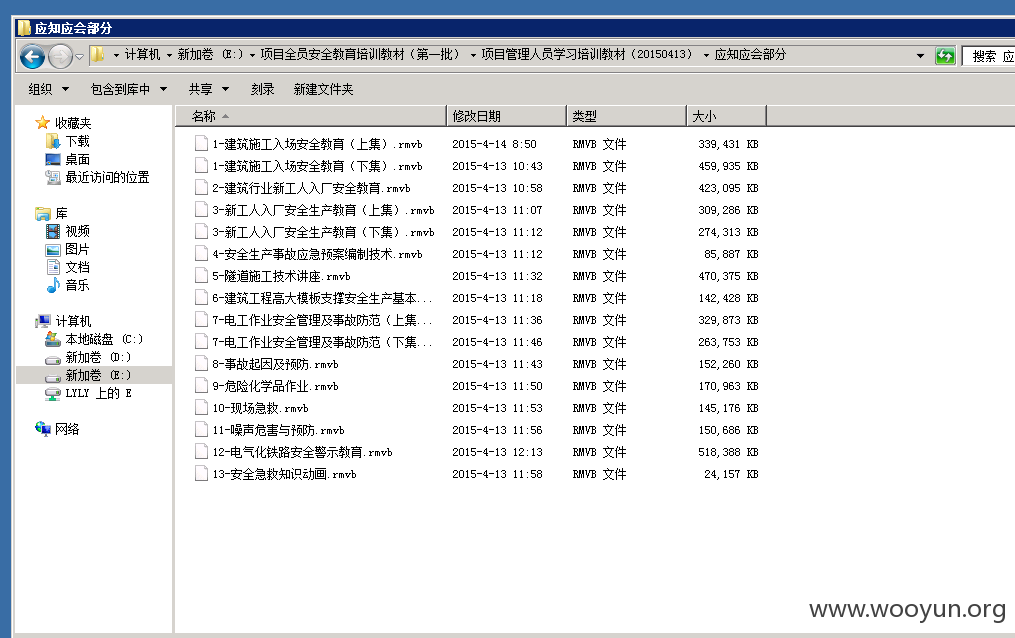 应知应会部分
计算机 新加卷 (E:) 项目全员安全教育培训教材（第一批） 项目管理人员学习培训教材（20150413） 应知应会部分 搜索 应
组织 包含到库中 共享 刻录 新建文件夹
收藏夹
下载
桌面
最近访问的位置
库
视频
图片
文档
音乐
计算机
本地磁盘 (C:)
新加卷 (D:)
新加卷 (E:)
LYLY 上的 E
网络
名称 修改日期 类型 大小
1-建筑施工入场安全教育（上集）.rmvb 2015-4-14 8:50 RMVB 文件 339,431 KB
1-建筑施工入场安全教育（下集）.rmvb 2015-4-13 10:43 RMVB 文件 459,935 KB
2-建筑行业新工人入厂安全教育.rmvb 2015-4-13 10:58 RMVB 文件 423,095 KB
3-新工人入厂安全生产教育（上集）.rmvb 2015-4-13 11:07 RMVB 文件 309,286 KB
3-新工人入厂安全生产教育（下集）.rmvb 2015-4-13 11:12 RMVB 文件 274,313 KB
4-安全生产事故应急预案编制技术.rmvb 2015-4-13 11:12 RMVB 文件 85,887 KB
5-隧道施工技术讲座.rmvb 2015-4-13 11:32 RMVB 文件 470,375 KB
6-建筑工程高大模板支撑安全生产基本... 2015-4-13 11:18 RMVB 文件 142,428 KB
7-电工作业安全管理及事故防范（上集... 2015-4-13 11:36 RMVB 文件 329,873 KB
7-电工作业安全管理及事故防范（下集... 2015-4-13 11:46 RMVB 文件 263,753 KB
8-事故起因及预防.rmvb 2015-4-13 11:43 RMVB 文件 152,260 KB
9-危险化学品作业.rmvb 2015-4-13 11:50 RMVB 文件 170,963 KB
10-现场急救.rmvb 2015-4-13 11:53 RMVB 文件 145,176 KB
11-噪声危害与预防.rmvb 2015-4-13 11:56 RMVB 文件 150,686 KB
12-电气化铁路安全警示教育.rmvb 2015-4-13 12:13 RMVB 文件 518,388 KB
13-安全急救知识动画.rmvb 2015-4-13 11:58 RMVB 文件 24,157 KB
www.wooyun.org